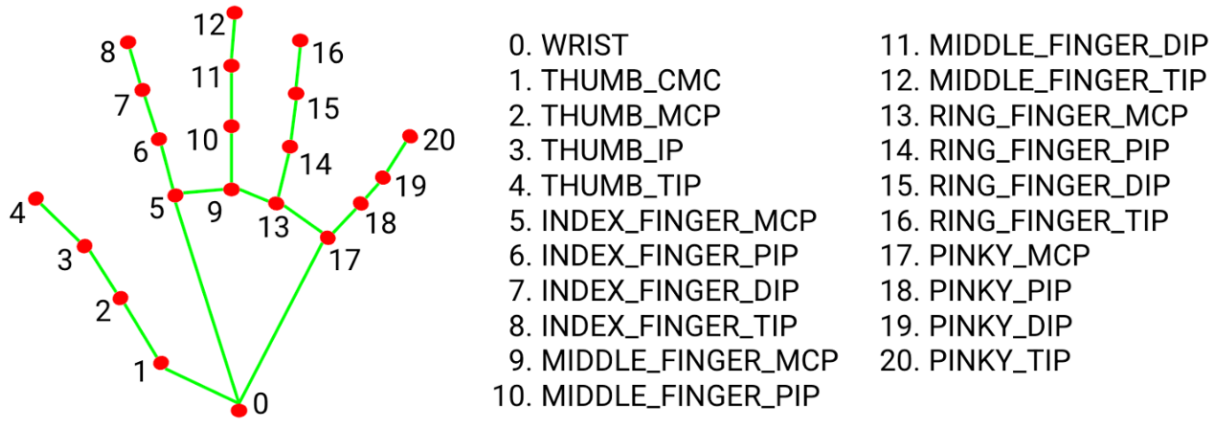 12
8
16
11
7
15
10
6
20
14
19
4
5
9
18
13
3
17
2
1
0
0. WRIST
1. THUMB_CMC
2. THUMB_MCP
3. THUMB_IP
4. THUMB_TIP
5. INDEX_FINGER_MCP
6. INDEX_FINGER_PIP
7. INDEX_FINGER_DIP
8. INDEX_FINGER_TIP
9. MIDDLE_FINGER_MCP
10. MIDDLE_FINGER_PIP
11. MIDDLE_FINGER_DIP
12. MIDDLE_FINGER_TIP
13. RING_FINGER_MCP
14. RING_FINGER_PIP
15. RING_FINGER_DIP
16. RING_FINGER_TIP
17. PINKY_MCP
18. PINKY_PIP
19. PINKY_DIP
20. PINKY_TIP